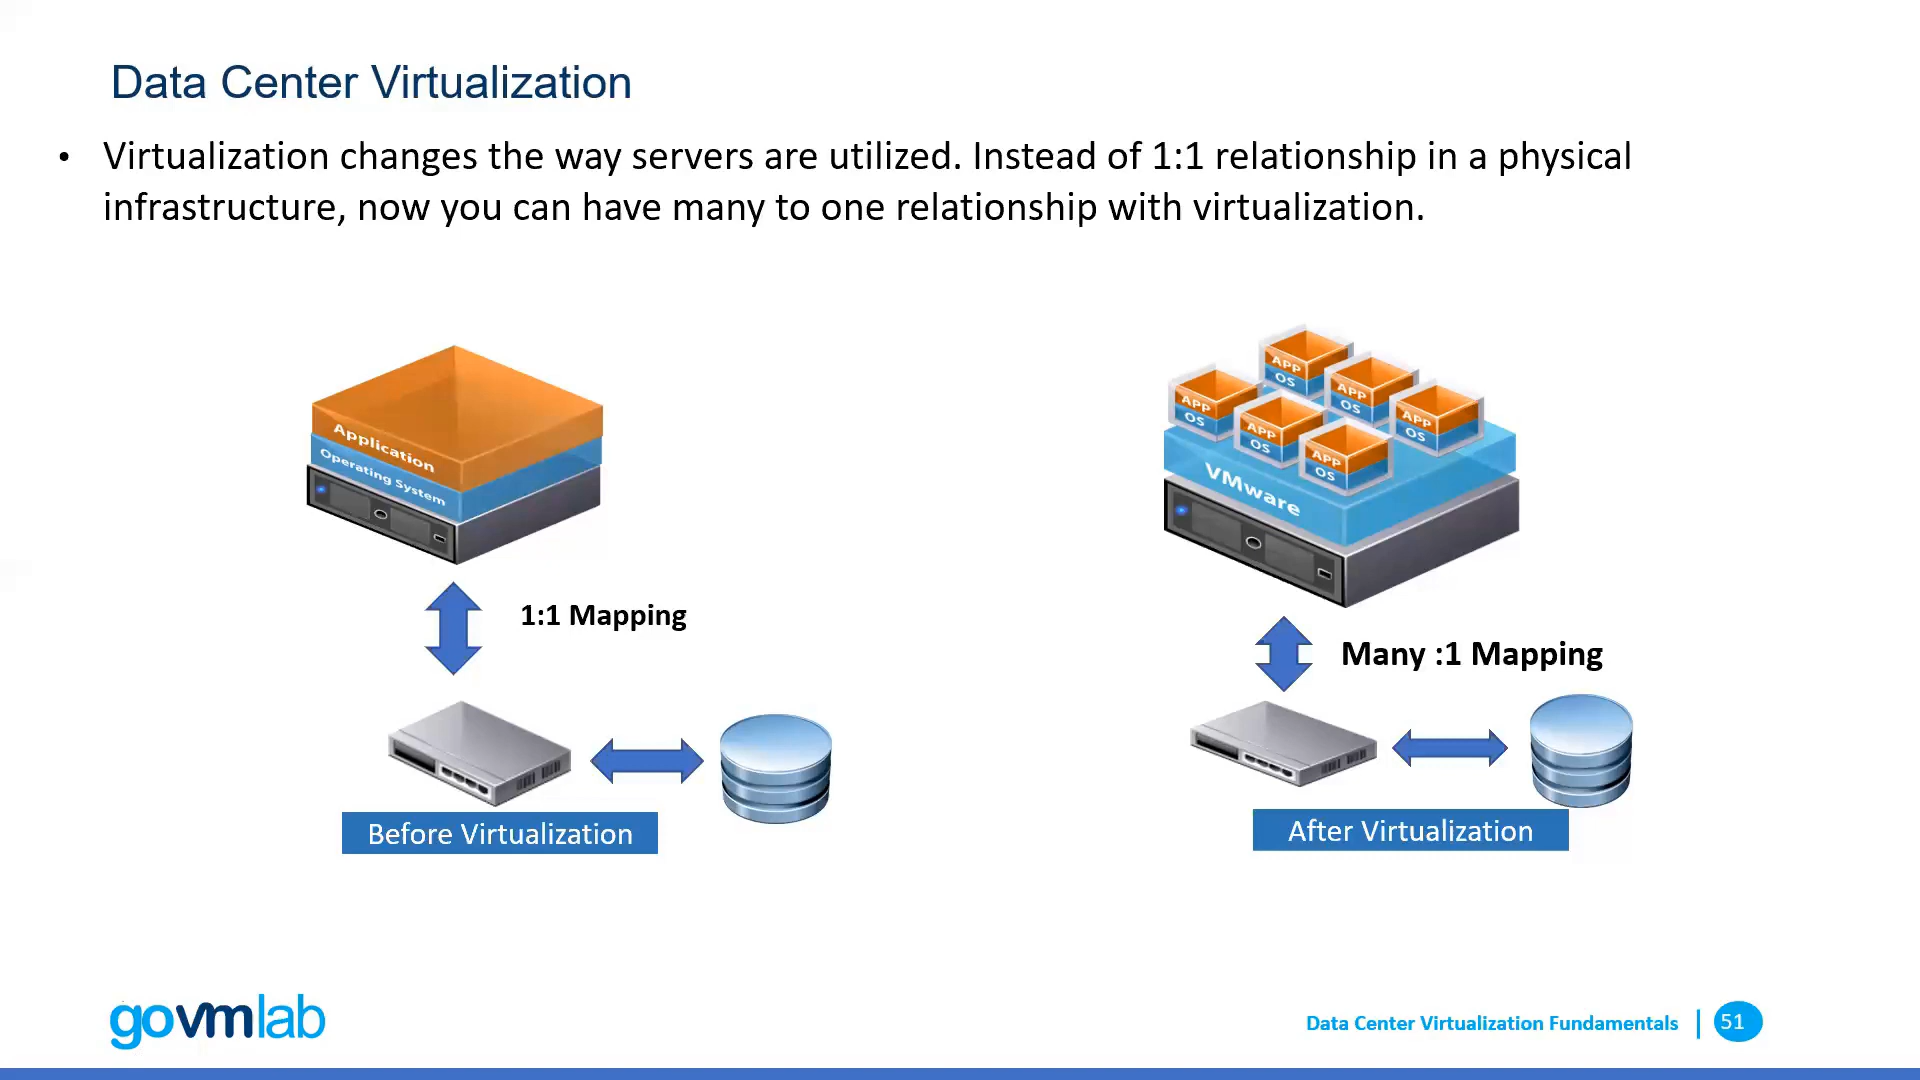 Data Center Virtualization
• Virtualization changes the way servers are utilized. Instead of 1:1 relationship in a physical
infrastructure, now you can have many to one relationship with virtualization.
Application
Operating System
1:1 Mapping
Before Virtualization
APP
OS
APP
OS
APP
OS
APP
OS
APP
OS
APP
OS
VMware
Many :1 Mapping
After Virtualization
govmlab
Data Center Virtualization Fundamentals | 51